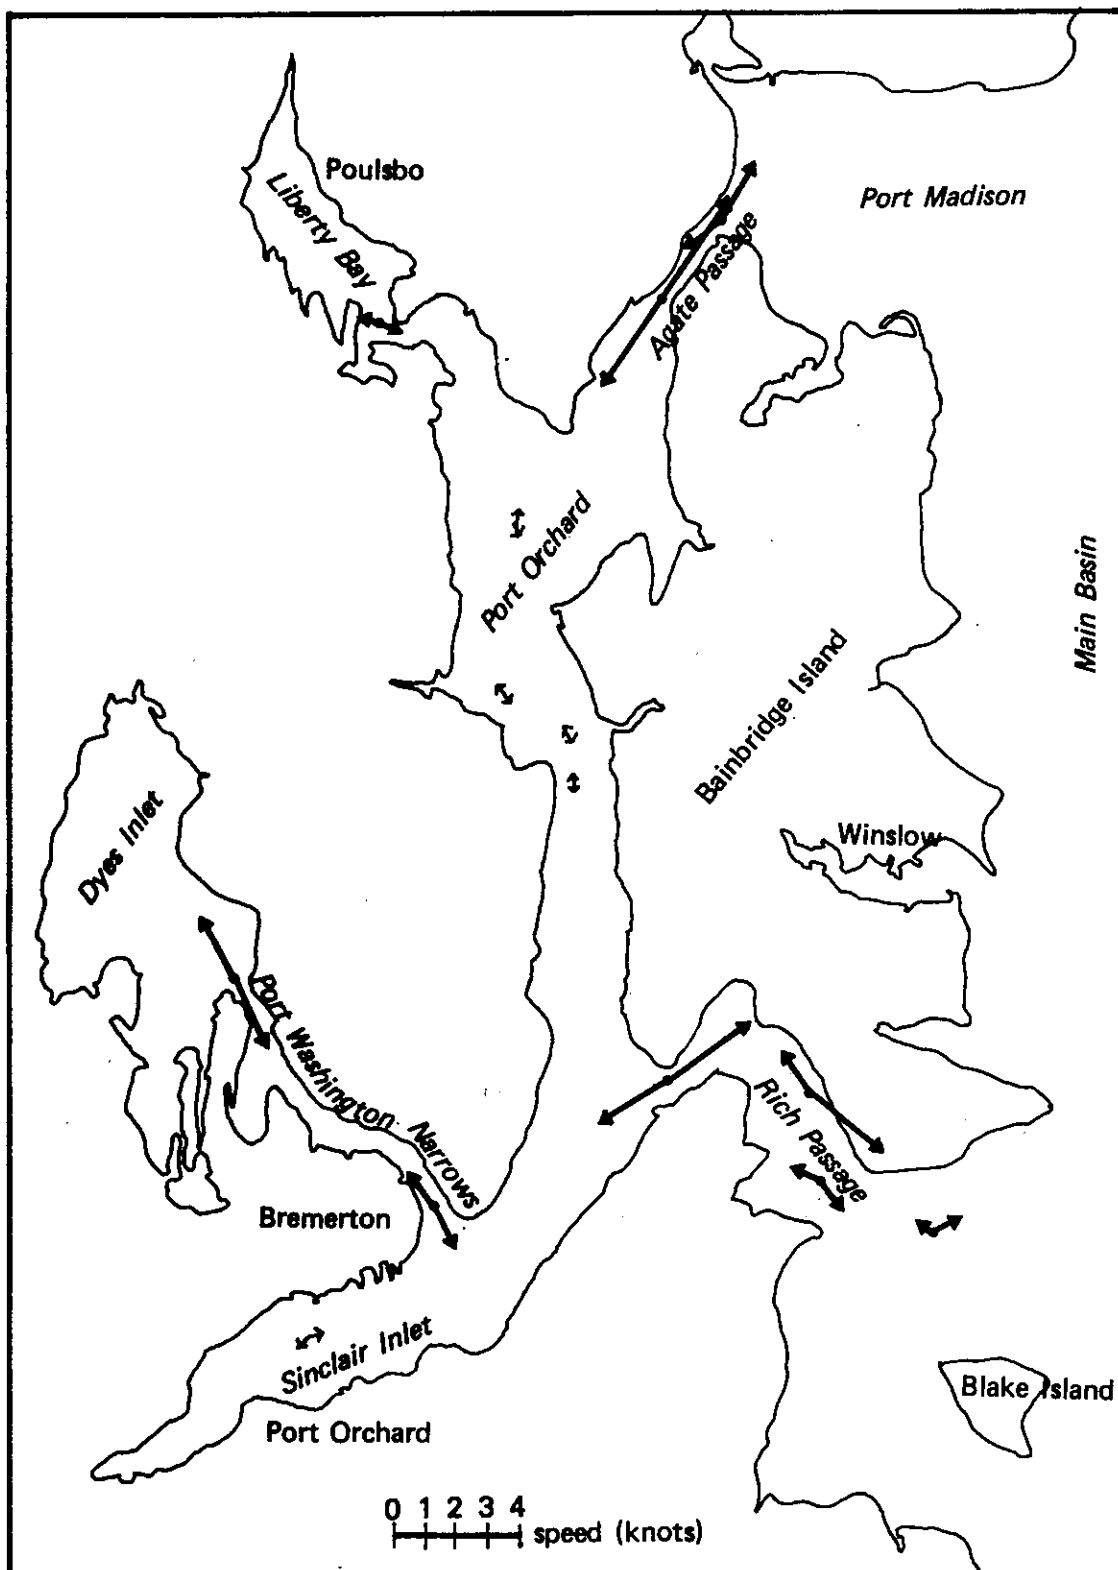 Poulsbo
Liberty Bay
Port Madison
Agate Passage
Port Orchard
Main Basin
Bainbridge Island
Dyes Inlet
Winslow
Port Washington Narrows
Rich Passage
Bremerton
Sinclair Inlet
Blake Island
Port Orchard
0 1 2 3 4
speed (knots)